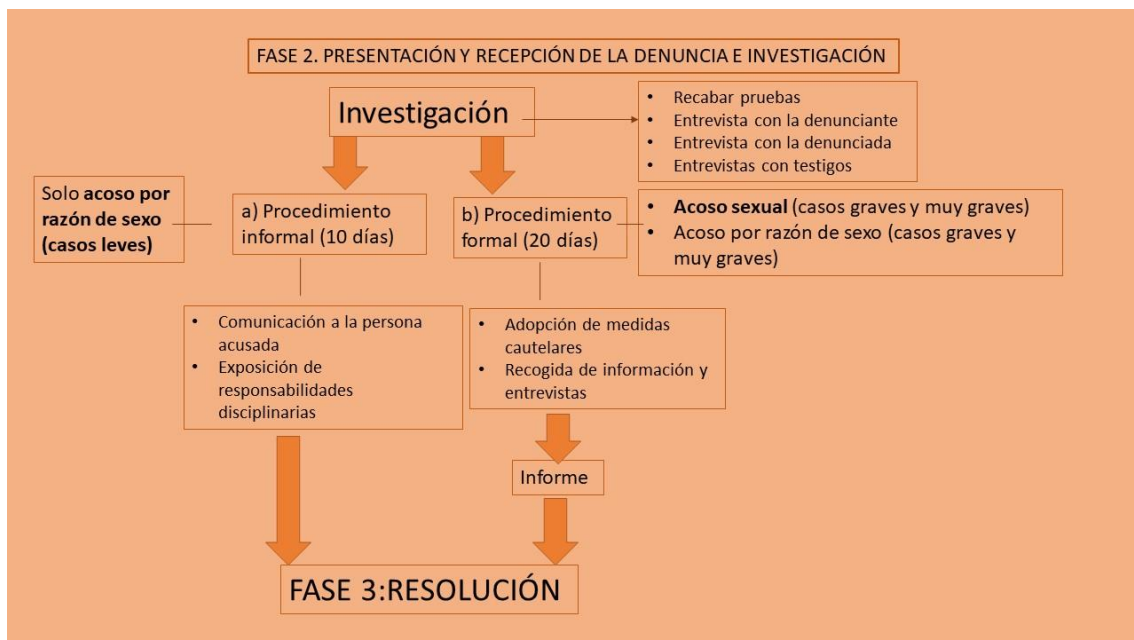 FASE 2. PRESENTACIÓN Y RECEPCIÓN DE LA DENUNCIA E INVESTIGACIÓN
Investigación
• Recabar pruebas
• Entrevista con la denunciante
• Entrevista con la denunciada
• Entrevistas con testigos
Solo acoso por
razón de sexo
(casos leves)
a) Procedimiento
informal (10 días)
b) Procedimiento
formal (20 días)
• Acoso sexual (casos graves y muy graves)
• Acoso por razón de sexo (casos graves y
muy graves)
• Comunicación a la persona
acusada
• Exposición de
responsabilidades
disciplinarias
• Adopción de medidas
cautelares
• Recogida de información y
entrevistas
Informe
FASE 3:RESOLUCIÓN